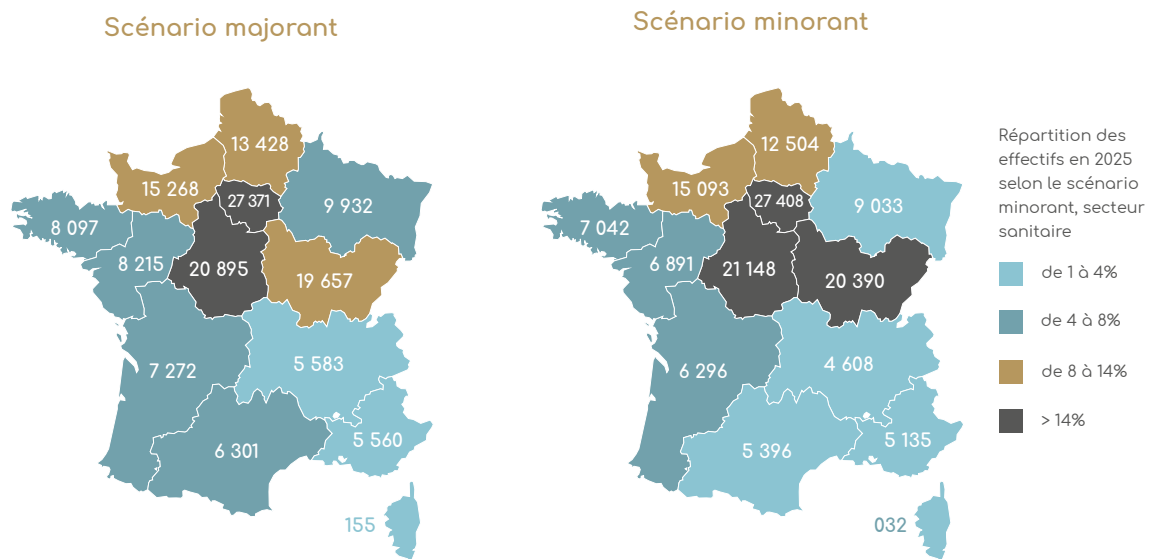 Scénario majorant
13 428
15 268
27 371
9 932
8 097
8 215
20 895
19 657
7 272
5 583
6 301
5 560
155
Scénario minorant
12 504
15 093
27 408
9 033
7 042
6 891
21 148
20 390
6 296
4 608
5 396
5 135
032
Répartition des
effectifs en 2025
selon le scénario
minorant, secteur
sanitaire
de 1 à 4%
de 4 à 8%
de 8 à 14%
> 14%